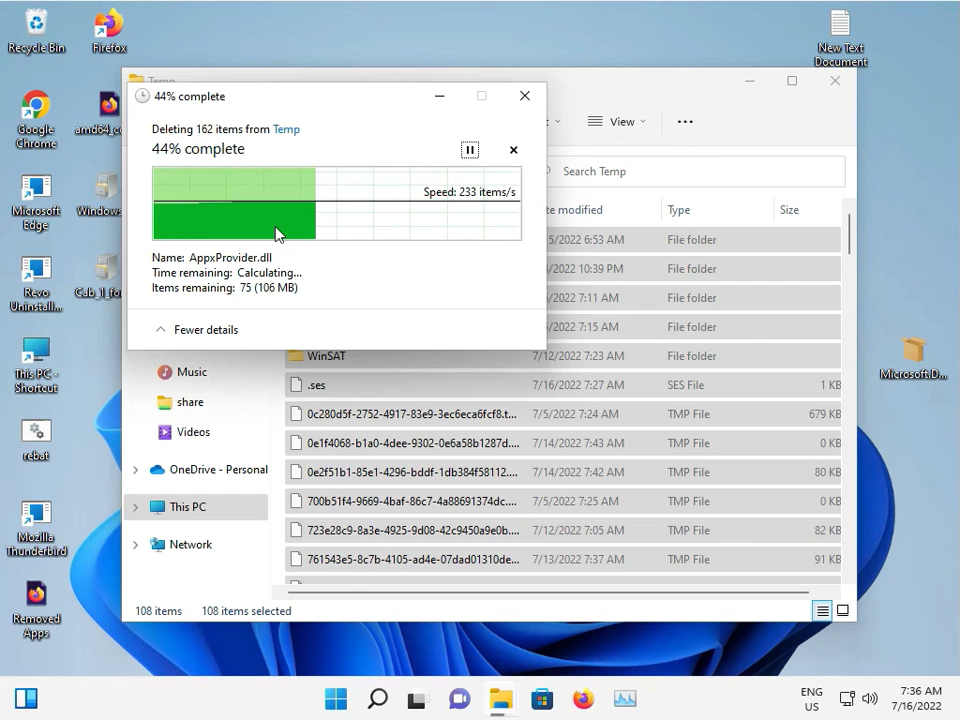 Recycle Bin
Firefox
New Text
Document
Google
Chrome
amd64_co
Microsoft
Edge
Windows
Revo
Uninstall...
Cab_1_for
This PC -
Shortcut
rebat
Mozilla
Thunderbird
Removed
Apps
Microsoft.D...
Temp
44% complete
Deleting 162 items from Temp
44% complete
Speed: 233 items/s
Name: AppxProvider.dll
Time remaining: Calculating...
Items remaining: 75 (106 MB)
Fewer details
View
Search Temp
te modified
Type
Size
5/2022 6:53 AM
File folder
4/2022 10:39 PM
File folder
6/2022 7:11 AM
File folder
6/2022 7:15 AM
File folder
WinSAT
7/12/2022 7:23 AM
File folder
.ses
7/16/2022 7:27 AM
SES File
1 KB
0c280d5f-2752-4917-83e9-3ec6eca6fcf8.t...
7/5/2022 7:24 AM
TMP File
679 KB
0e1f4068-b1a0-4dee-9302-0e6a58b1287d....
7/14/2022 7:43 AM
TMP File
0 KB
0e2f51b1-85e1-4296-bddf-1db384f58112....
7/14/2022 7:42 AM
TMP File
80 KB
700b51f4-9669-4baf-86c7-4a88691374dc....
7/5/2022 7:25 AM
TMP File
0 KB
723e28c9-8a3e-4925-9d08-42c9450a9e0b....
7/12/2022 7:05 AM
TMP File
82 KB
761543e5-8c7b-4105-ad4e-07dad01310de...
7/13/2022 7:37 AM
TMP File
91 KB
Music
share
Videos
OneDrive - Personal
This PC
Network
108 items
108 items selected
ENG
US
7:36 AM
7/16/2022